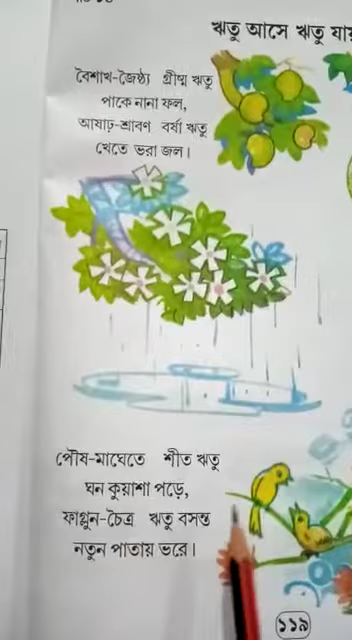 ঋতু আসে ঋতু যায়
বৈশাখ-জৈষ্ঠ্য গ্রীষ্ম ঋতু
পাকে নানা ফল,
আষাঢ়-শ্রাবণ বর্ষা ঋতু
খেতে ভরা জল।
পৌষ-মাঘেতে শীত ঋতু
ঘন কুয়াশা পড়ে,
ফাগুন-চৈত্র ঋতু বসন্ত
নতুন পাতায় ভরে।
১১৯